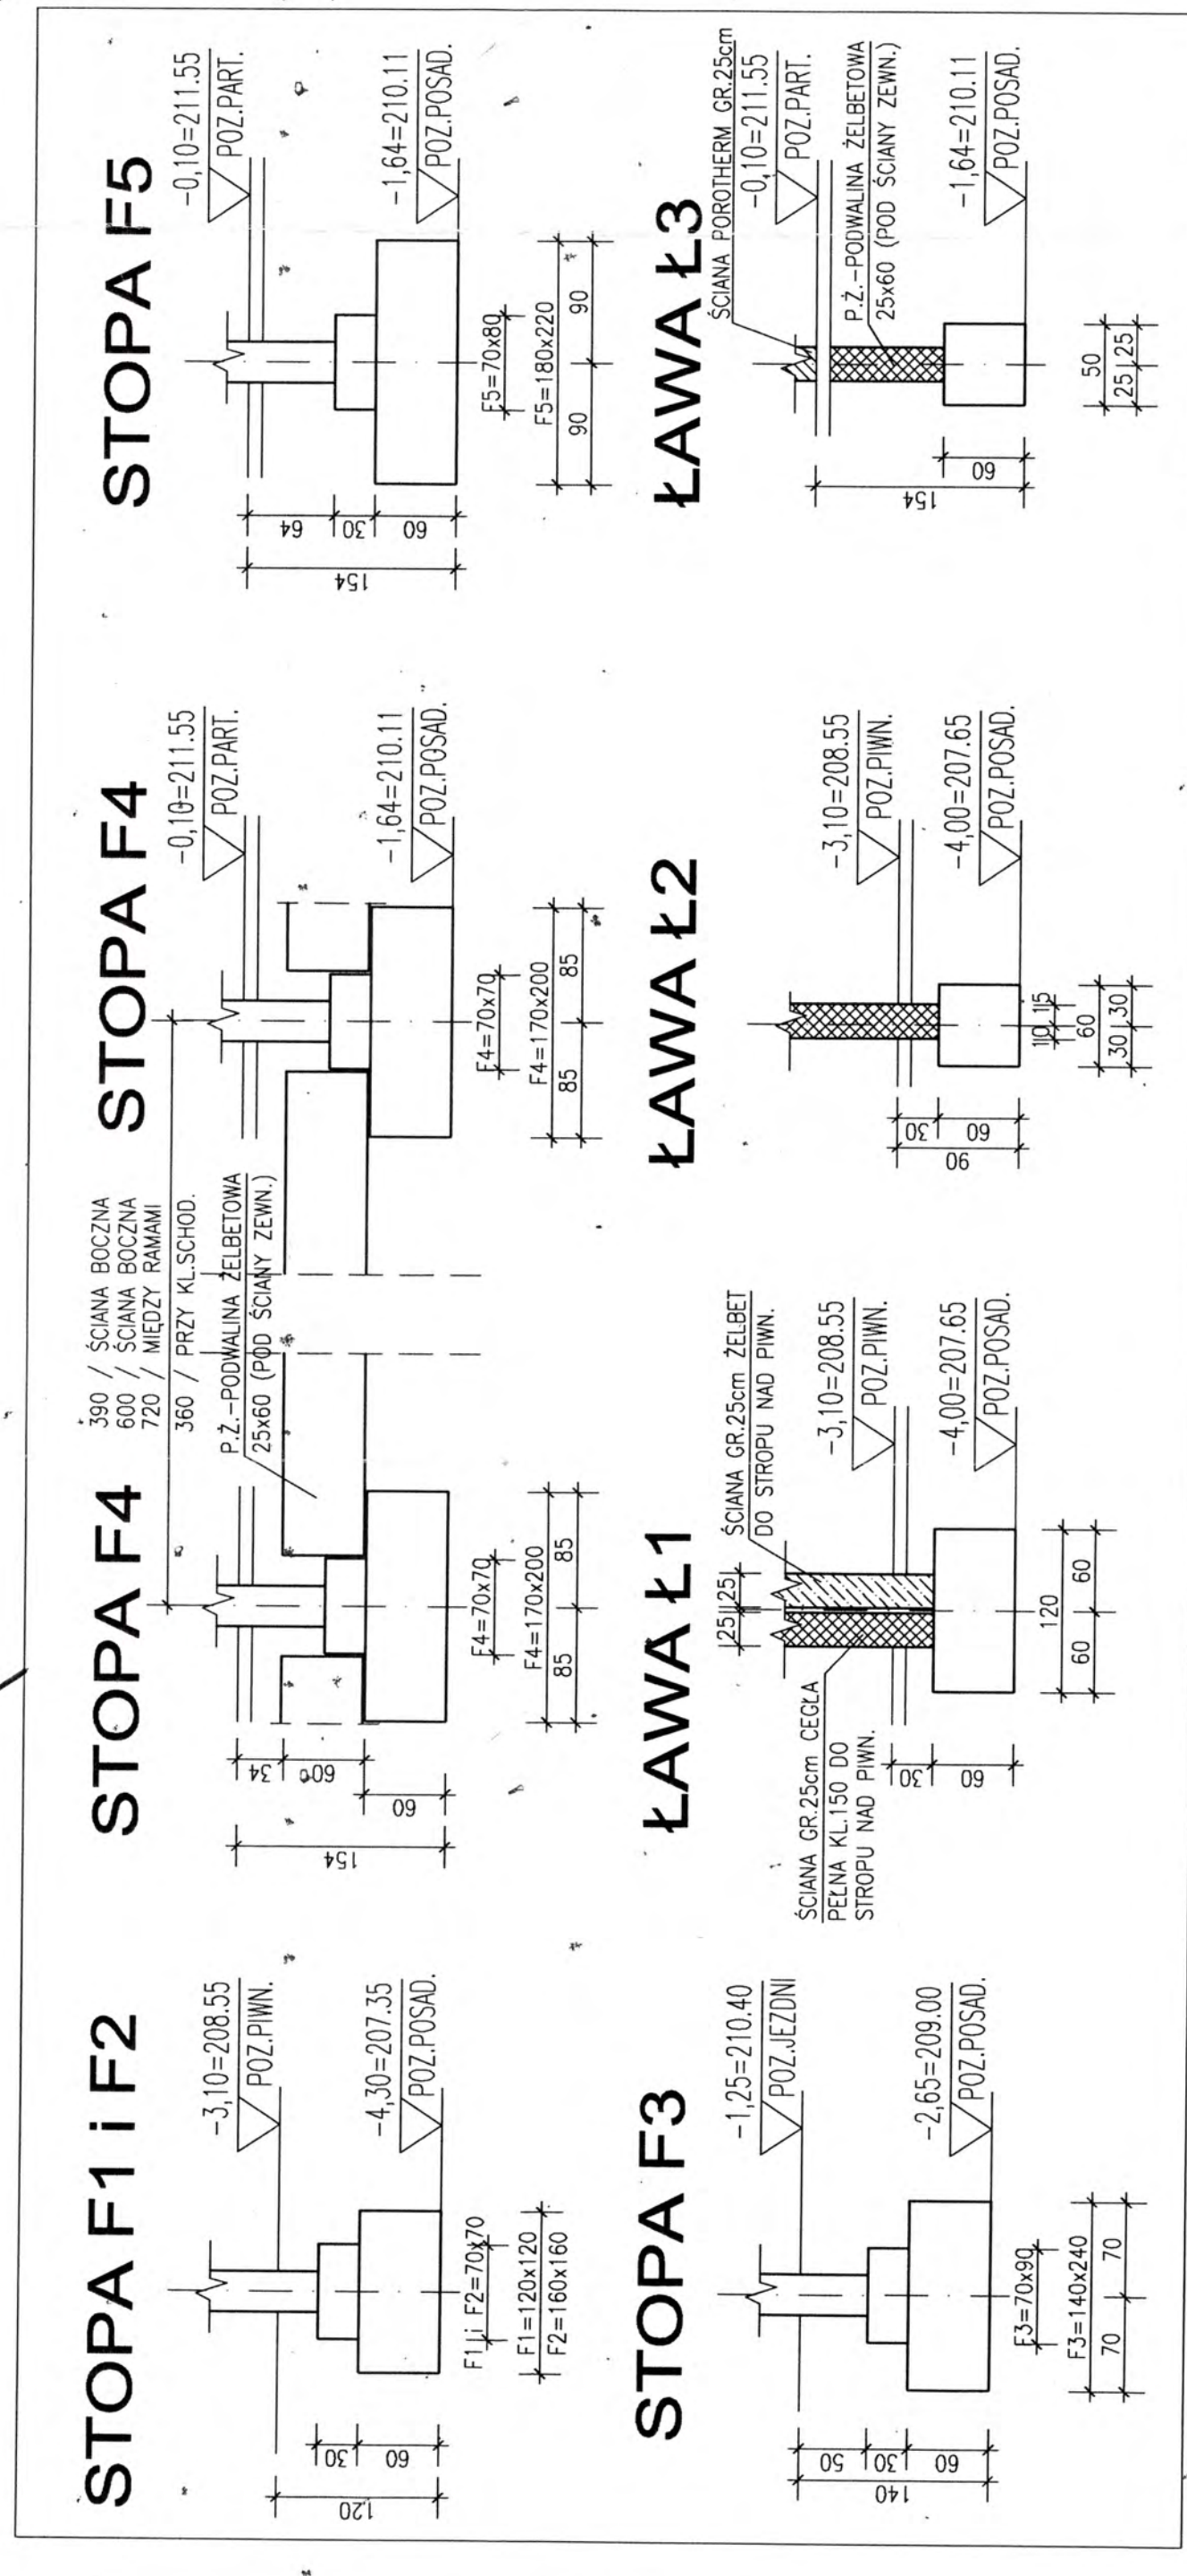 STOPA F1 i F2
-3,10=208.55
POZ.PIWN.
-4,30=207.35
POZ.POSAD.
30
60
120
F1 i F2=70x70
F1=120x120
F2=160x160
STOPA F4
390 / ŚCIANA BOCZNA
600 / ŚCIANA BOCZNA
720 / MIĘDZY RAMAMI
360 / PRZY KL.SCHOD.
P.Ż.-PODWALINA ŻELBETOWA
25x60 (POD ŚCIANY ZEWN.)
34
60
60
154
F4=70x70
F4=170x200
85
85
STOPA F4
-0,10=211.55
POZ.PART.
-1,64=210.11
POZ.POSAD.
F4=70x70
F4=170x200
85
85
STOPA F5
-0,10=211.55
POZ.PART.
-1,64=210.11
POZ.POSAD.
64
30
60
154
F5=70x80
F5=180x220
90
90
STOPA F3
-1,25=210.40
POZ.JEZDNI
-2,65=209.00
POZ.POSAD.
50
30
60
140
F3=70x90
F3=140x240
70
70
ŁAWA Ł1
25
25
ŚCIANA GR.25cm ŻELBET
DO STROPU NAD PIWN.
ŚCIANA GR.25cm CEGŁA
PEŁNA KL.150 DO
STROPU NAD PIWN.
-3,10=208.55
POZ.PIWN.
-4,00=207.65
POZ.POSAD.
30
60
120
60
60
ŁAWA Ł2
-3,10=208.55
POZ.PIWN.
-4,00=207.65
POZ.POSAD.
30
60
90
10
15
60
30
30
ŁAWA Ł3
ŚCIANA POROTHERM GR.25cm
-0,10=211.55
POZ.PART.
P.Ż.-PODWALINA ŻELBETOWA
25x60 (POD ŚCIANY ZEWN.)
-1,64=210.11
POZ.POSAD.
60
154
50
25
25